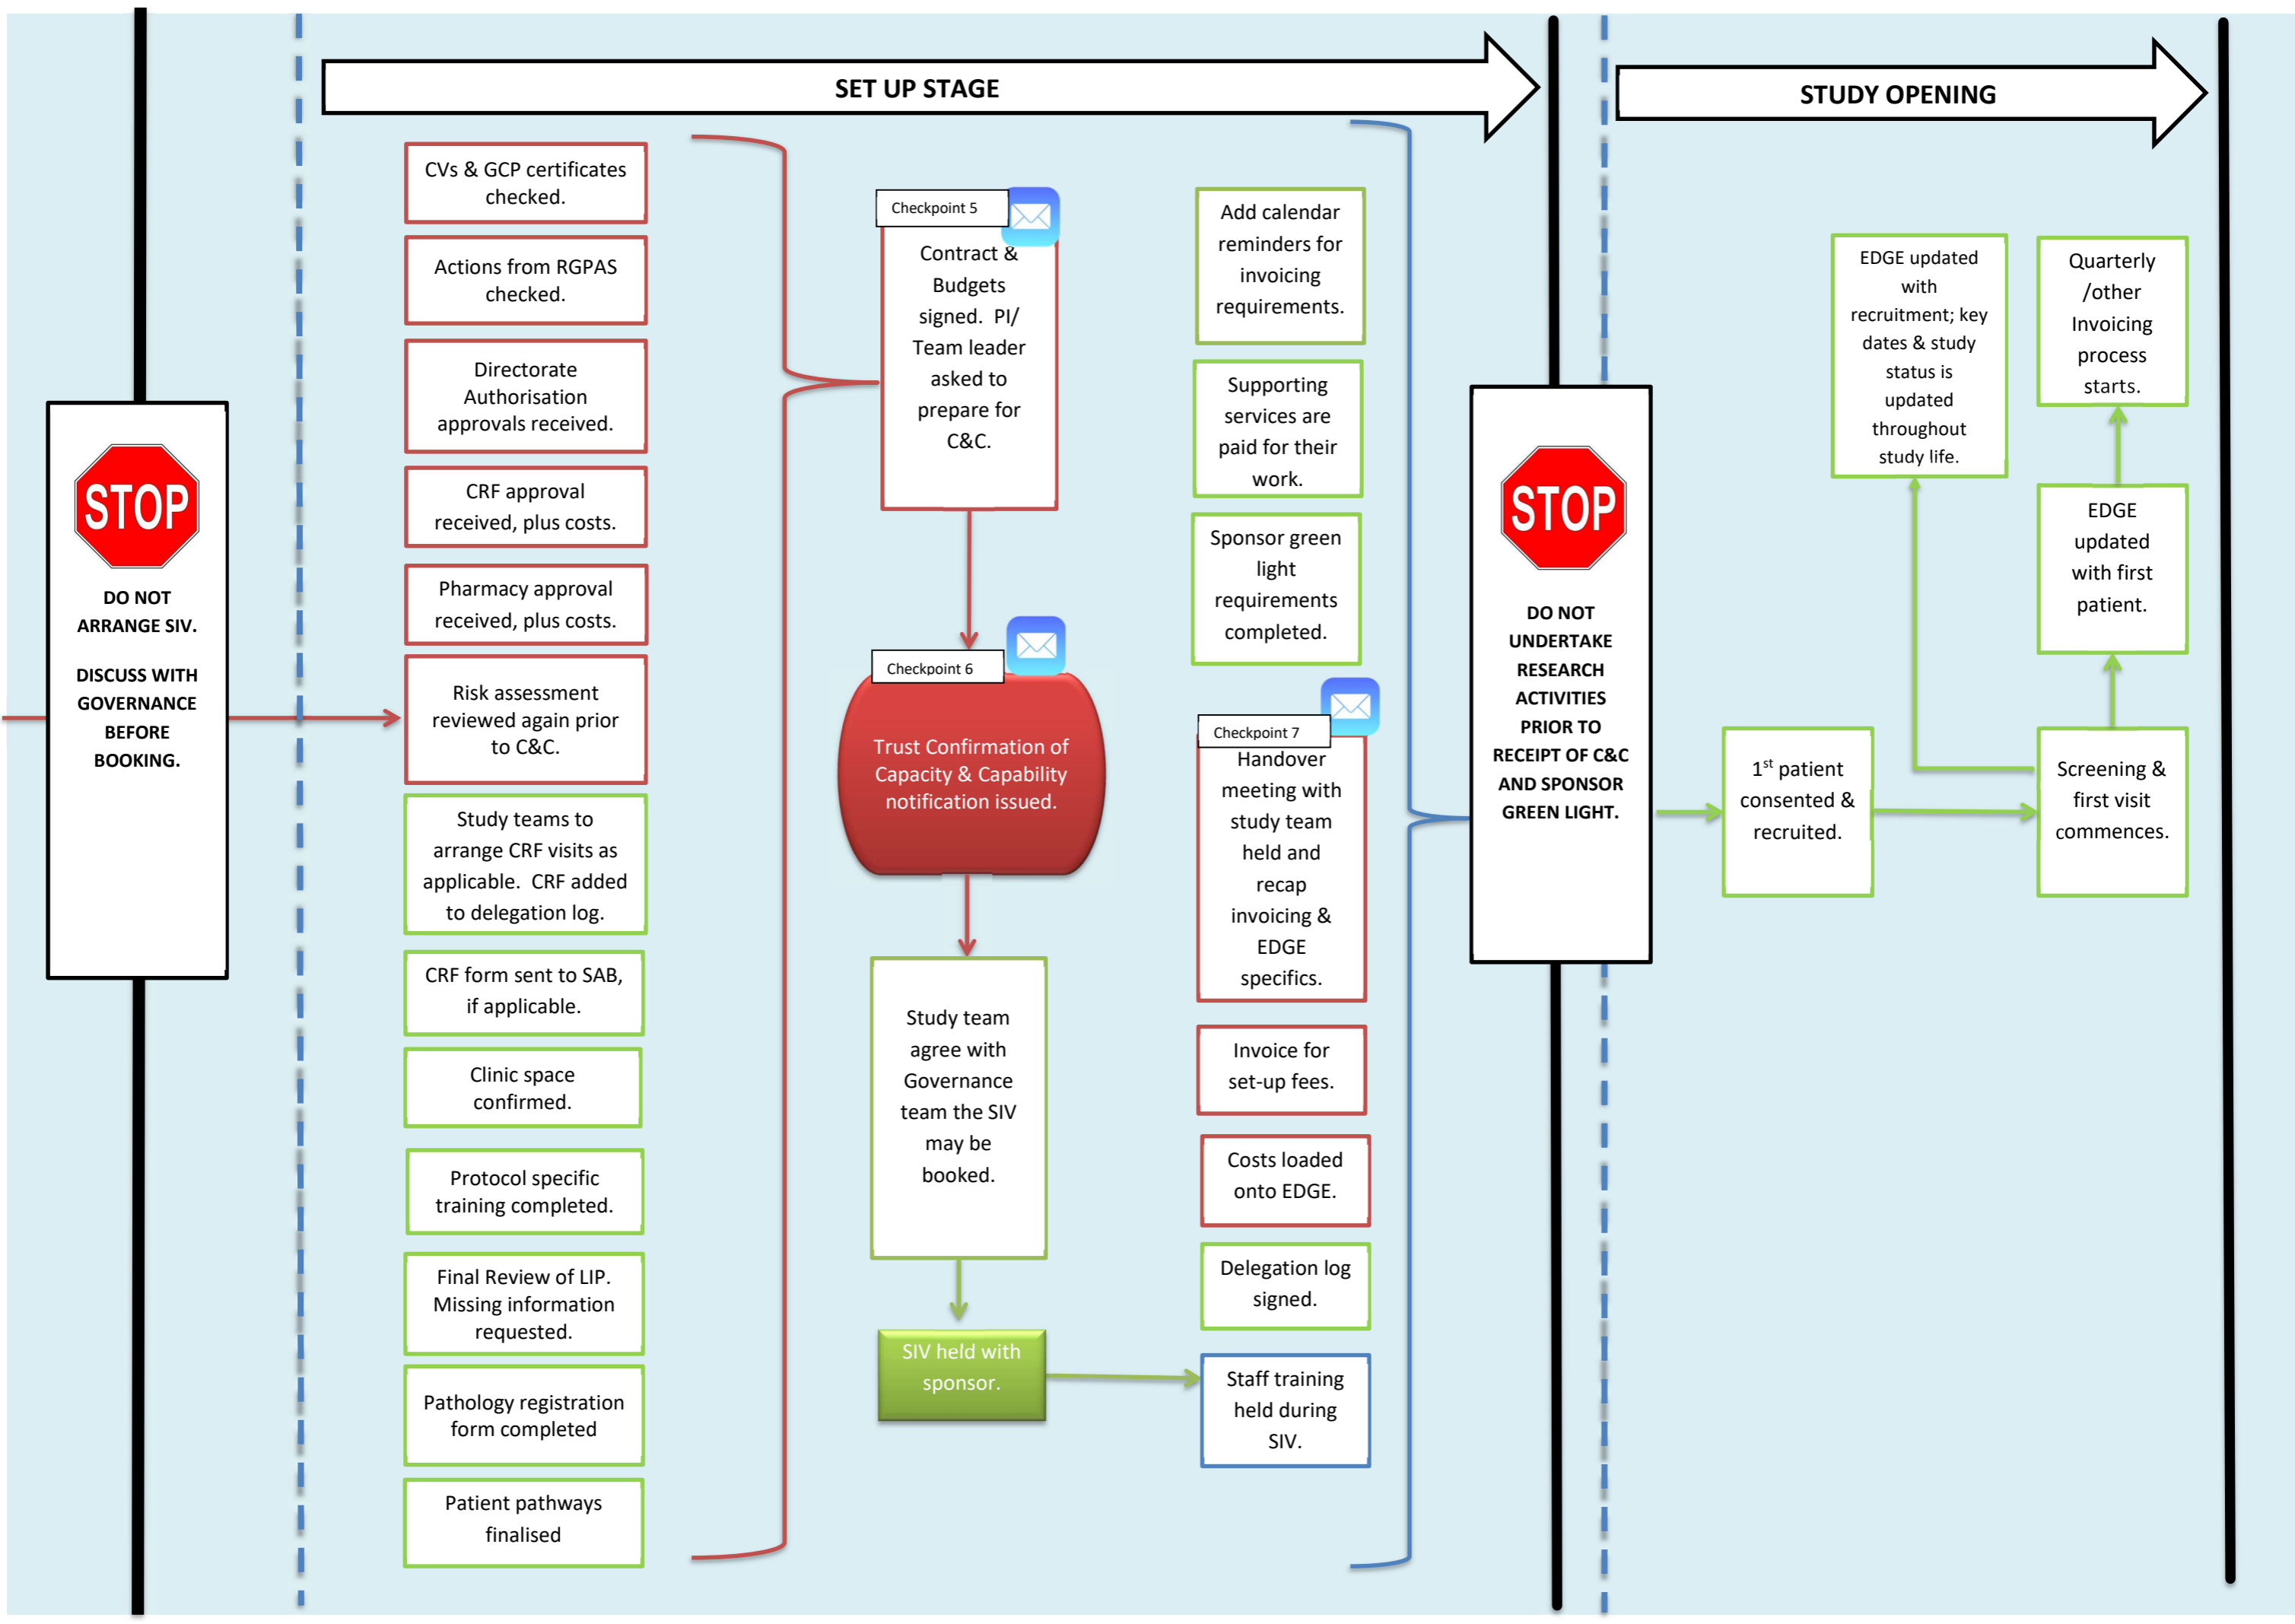 SET UP STAGE
STUDY OPENING
STOP
DO NOT
ARRANGE SIV.
DISCUSS WITH
GOVERNANCE
BEFORE
BOOKING.
CVs & GCP certificates
checked.
Actions from RGPAS
checked.
Directorate
Authorisation
approvals received.
CRF approval
received, plus costs.
Pharmacy approval
received, plus costs.
Risk assessment
reviewed again prior
to C&C.
Study teams to
arrange CRF visits as
applicable.  CRF added
to delegation log.
CRF form sent to SAB,
if applicable.
Clinic space
confirmed.
Protocol specific
training completed.
Final Review of LIP.
Missing information
requested.
Pathology registration
form completed
Patient pathways
finalised
Checkpoint 5
Contract &
Budgets
signed.  PI/
Team leader
asked to
prepare for
C&C.
Checkpoint 6
Trust Confirmation of
Capacity & Capability
notification issued.
Study team
agree with
Governance
team the SIV
may be
booked.
SIV held with
sponsor.
Add calendar
reminders for
invoicing
requirements.
Supporting
services are
paid for their
work.
Sponsor green
light
requirements
completed.
Checkpoint 7
Handover
meeting with
study team
held and
recap
invoicing &
EDGE
specifics.
Invoice for
set-up fees.
Costs loaded
onto EDGE.
Delegation log
signed.
Staff training
held during
SIV.
STOP
DO NOT
UNDERTAKE
RESEARCH
ACTIVITIES
PRIOR TO
RECEIPT OF C&C
AND SPONSOR
GREEN LIGHT.
1st patient
consented &
recruited.
EDGE updated
with
recruitment; key
dates & study
status is
updated
throughout
study life.
Quarterly
/other
Invoicing
process
starts.
EDGE
updated
with first
patient.
Screening &
first visit
commences.